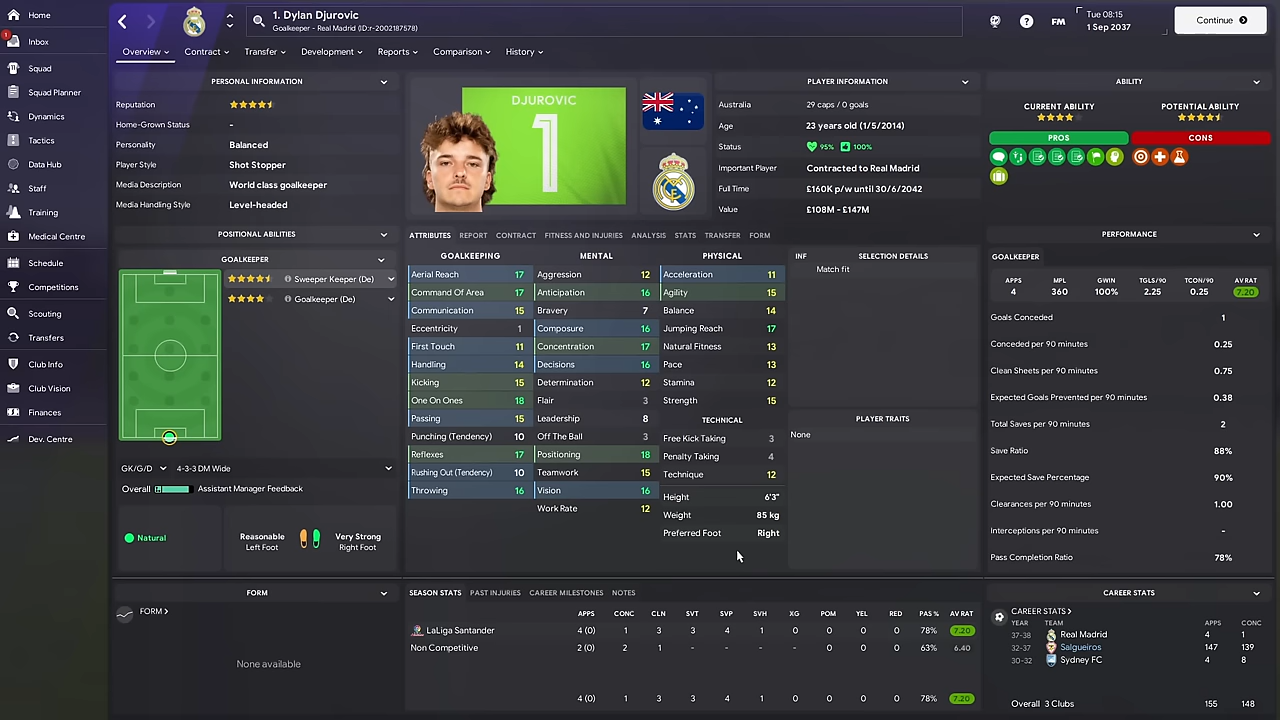 Home
Inbox
1
Squad
Squad Planner
Dynamics
Tactics
Data Hub
Staff
Training
Medical Centre
Schedule
Competitions
Scouting
Transfers
Club Info
Club Vision
Finances
Dev. Centre
1. Dylan Djurovic
Goalkeeper - Real Madrid (ID:r-2002187578)
FM
Tue 08:15
1 Sep 2037
Continue
Overview Contract Transfer Development Reports Comparison History
PERSONAL INFORMATION
Reputation
Home-Grown Status -
Personality Balanced
Player Style Shot Stopper
Media Description World class goalkeeper
Media Handling Style Level-headed
DJUROVIC
1
PLAYER INFORMATION
Australia 29 caps / 0 goals
Age 23 years old (1/5/2014)
Status 95% 100%
Important Player Contracted to Real Madrid
Full Time £160K p/w until 30/6/2042
Value £108M - £147M
ABILITY
CURRENT ABILITY POTENTIAL ABILITY
PROS CONS
POSITIONAL ABILITIES
GOALKEEPER
Sweeper Keeper (De)
Goalkeeper (De)
GK/G/D 4-3-3 DM Wide
Overall Assistant Manager Feedback
Natural
Reasonable
Left Foot
Very Strong
Right Foot
ATTRIBUTES REPORT CONTRACT FITNESS AND INJURIES ANALYSIS STATS TRANSFER FORM
GOALKEEPING
Aerial Reach 17
Command Of Area 17
Communication 15
Eccentricity 1
First Touch 11
Handling 14
Kicking 15
One On Ones 18
Passing 15
Punching (Tendency) 10
Reflexes 17
Rushing Out (Tendency) 10
Throwing 16
MENTAL
Aggression 12
Anticipation 16
Bravery 7
Composure 16
Concentration 17
Decisions 16
Determination 12
Flair 3
Leadership 8
Off The Ball 3
Positioning 18
Teamwork 15
Vision 16
Work Rate 12
PHYSICAL
Acceleration 11
Agility 15
Balance 14
Jumping Reach 17
Natural Fitness 13
Pace 13
Stamina 12
Strength 15
TECHNICAL
Free Kick Taking 3
Penalty Taking 4
Technique 12
Height 6'3"
Weight 85 kg
Preferred Foot Right
INF SELECTION DETAILS
Match fit
PLAYER TRAITS
None
PERFORMANCE
GOALKEEPER
APPS MPL GWIN TGLS/90 TCON/90 AV RAT
4 360 100% 2.25 0.25 7.20
Goals Conceded 1
Conceded per 90 minutes 0.25
Clean Sheets per 90 minutes 0.75
Expected Goals Prevented per 90 minutes 0.38
Total Saves per 90 minutes 2
Save Ratio 88%
Expected Save Percentage 90%
Clearances per 90 minutes 1.00
Interceptions per 90 minutes -
Pass Completion Ratio 78%
FORM
FORM >
None available
SEASON STATS PAST INJURIES CAREER MILESTONES NOTES
APPS CONC CLN SVT SVP SVH XG POM YEL RED PAS % AV RAT
LaLiga Santander 4 (0) 1 3 3 4 1 0 0 0 0 78% 7.20
Non Competitive 2 (0) 2 1 - - - - 0 0 0 63% 6.40
4 (0) 1 3 3 4 1 0 0 0 0 78% 7.20
CAREER STATS
CAREER STATS >
YEAR TEAM APPS CONC
37-38 Real Madrid 4 1
32-37 Salgueiros 147 139
30-32 Sydney FC 4 8
Overall 3 Clubs 155 148